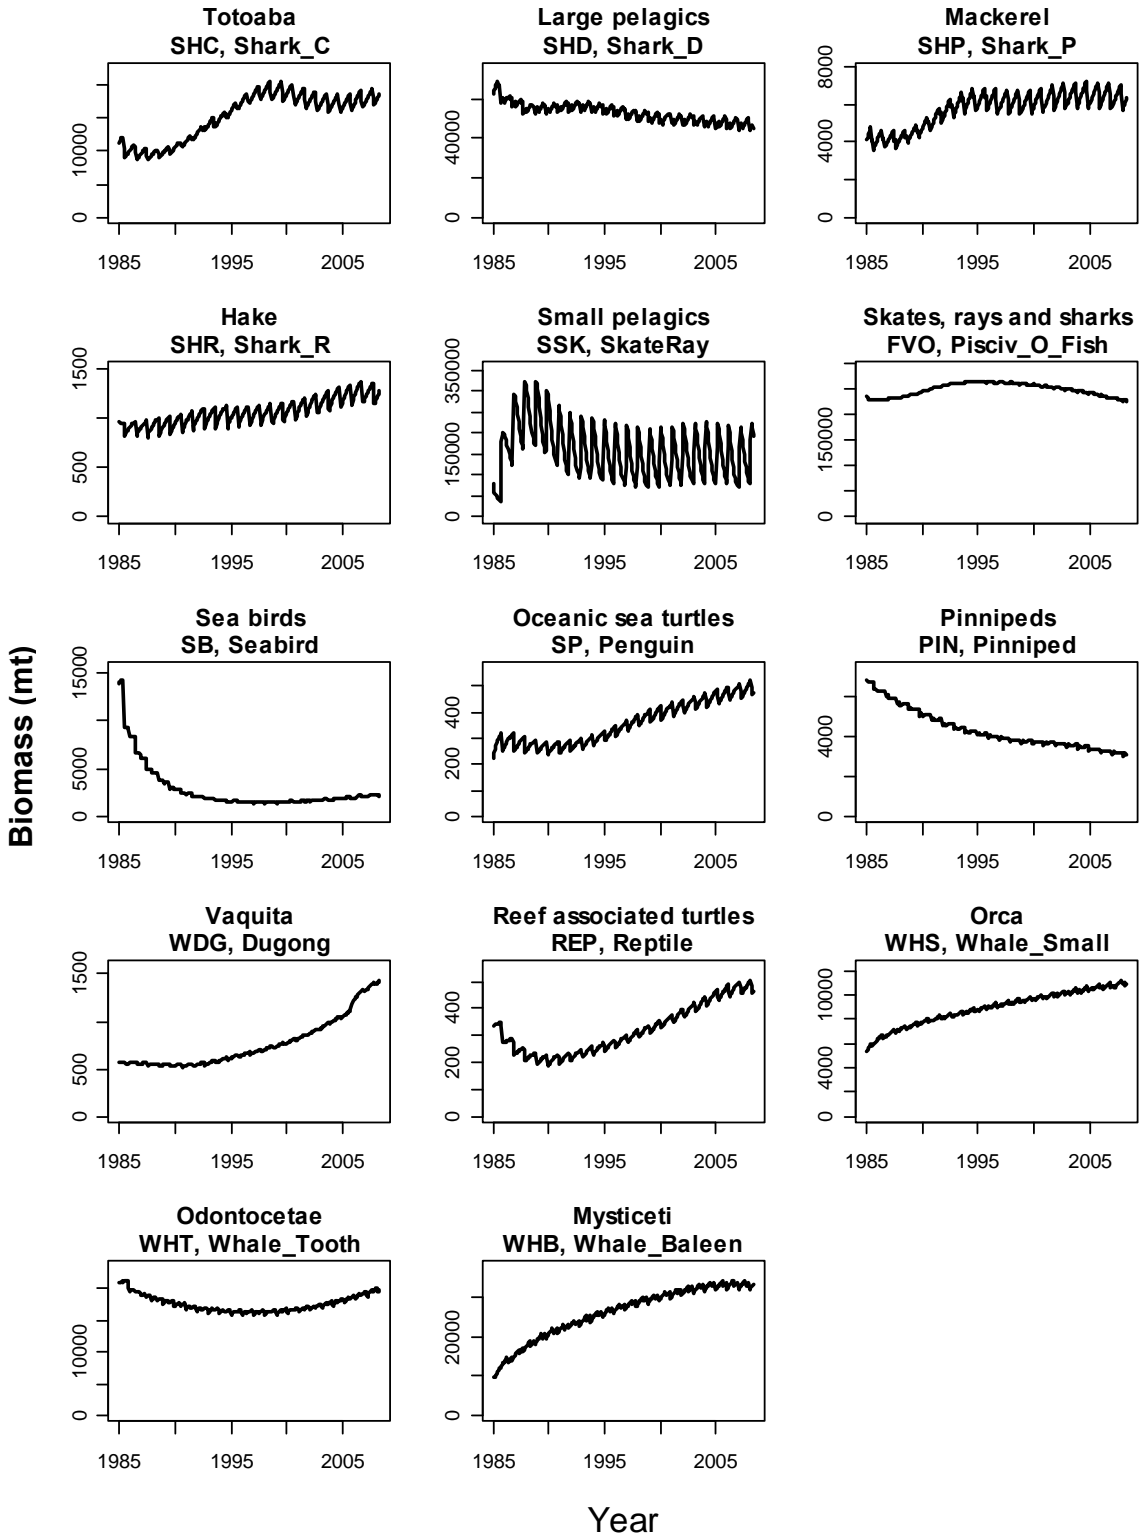 Totoaba
SHC, Shark_C
0
10000
1985
1995
2005
Large pelagics
SHD, Shark_D
0
40000
1985
1995
2005
Mackerel
SHP, Shark_P
0
4000
8000
1985
1995
2005
Hake
SHR, Shark_R
0
500
1500
1985
1995
2005
Small pelagics
SSK, SkateRay
0
150000
350000
1985
1995
2005
Skates, rays and sharks
FVO, Pisciv_O_Fish
0
150000
1985
1995
2005
Biomass (mt)
Sea birds
SB, Seabird
0
5000
15000
1985
1995
2005
Oceanic sea turtles
SP, Penguin
0
200
400
1985
1995
2005
Pinnipeds
PIN, Pinniped
0
4000
1985
1995
2005
Vaquita
WDG, Dugong
0
500
1500
1985
1995
2005
Reef associated turtles
REP, Reptile
0
200
400
1985
1995
2005
Orca
WHS, Whale_Small
0
4000
10000
1985
1995
2005
Odontocetae
WHT, Whale_Tooth
0
10000
1985
1995
2005
Mysticeti
WHB, Whale_Baleen
0
20000
1985
1995
2005
Year